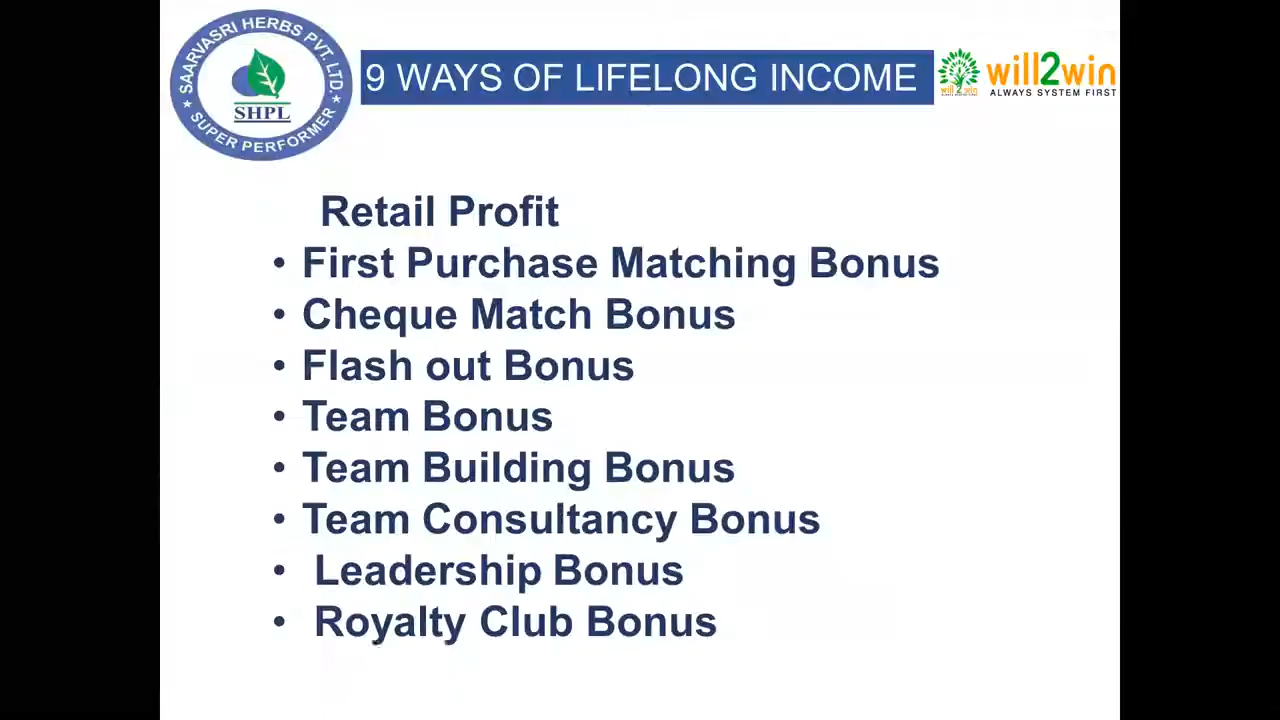 SAARVASRI HERBS PVT. LTD.
SHPL
★ SUPER PERFORMER ★
9 WAYS OF LIFELONG INCOME
will2win
will2win
ALWAYS SYSTEM FIRST
Retail Profit
• First Purchase Matching Bonus
• Cheque Match Bonus
• Flash out Bonus
• Team Bonus
• Team Building Bonus
• Team Consultancy Bonus
• Leadership Bonus
• Royalty Club Bonus